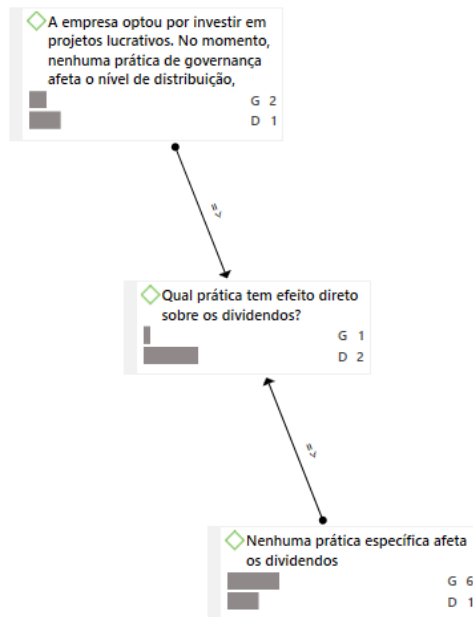 A empresa optou por investir em
projetos lucrativos. No momento,
nenhuma prática de governança
afeta o nível de distribuição,
G 2
D 1
=>
Qual prática tem efeito direto
sobre os dividendos?
G 1
D 2
=>
Nenhuma prática específica afeta
os dividendos
G 6
D 1